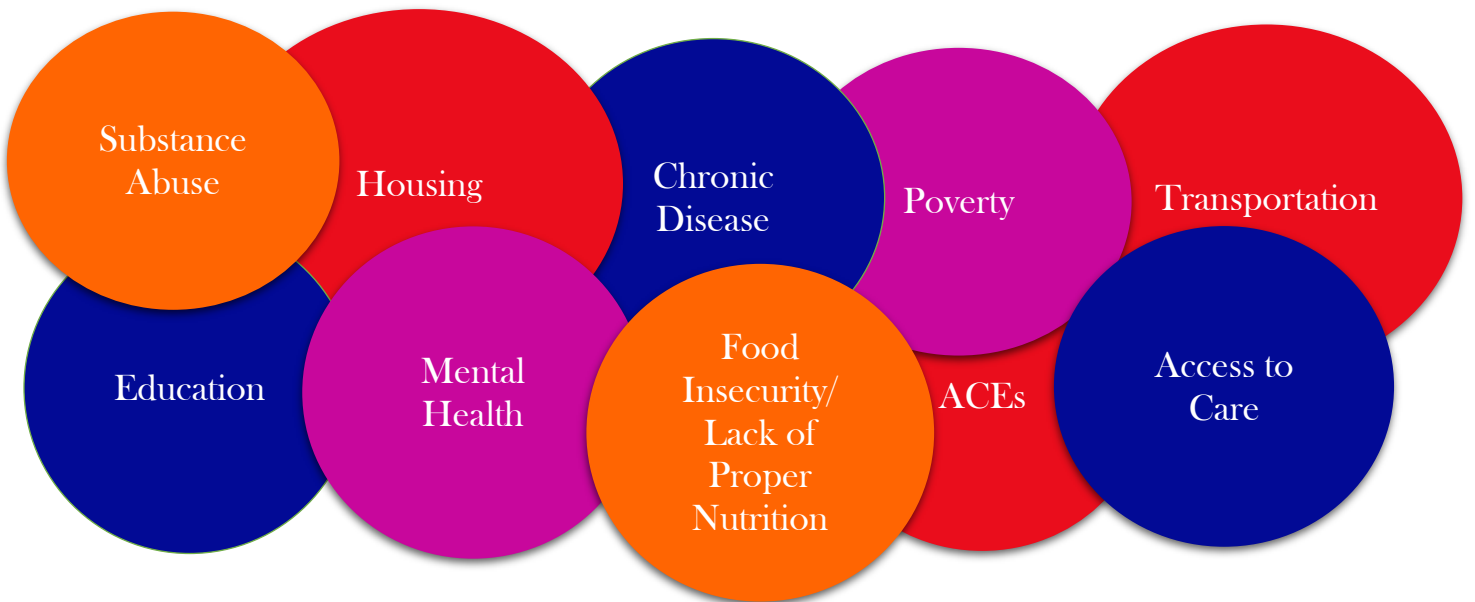 Substance
Abuse
Housing
Chronic
Disease
Poverty
Transportation
Education
Mental
Health
Food
Insecurity/
Lack of
Proper
Nutrition
ACEs
Access to
Care